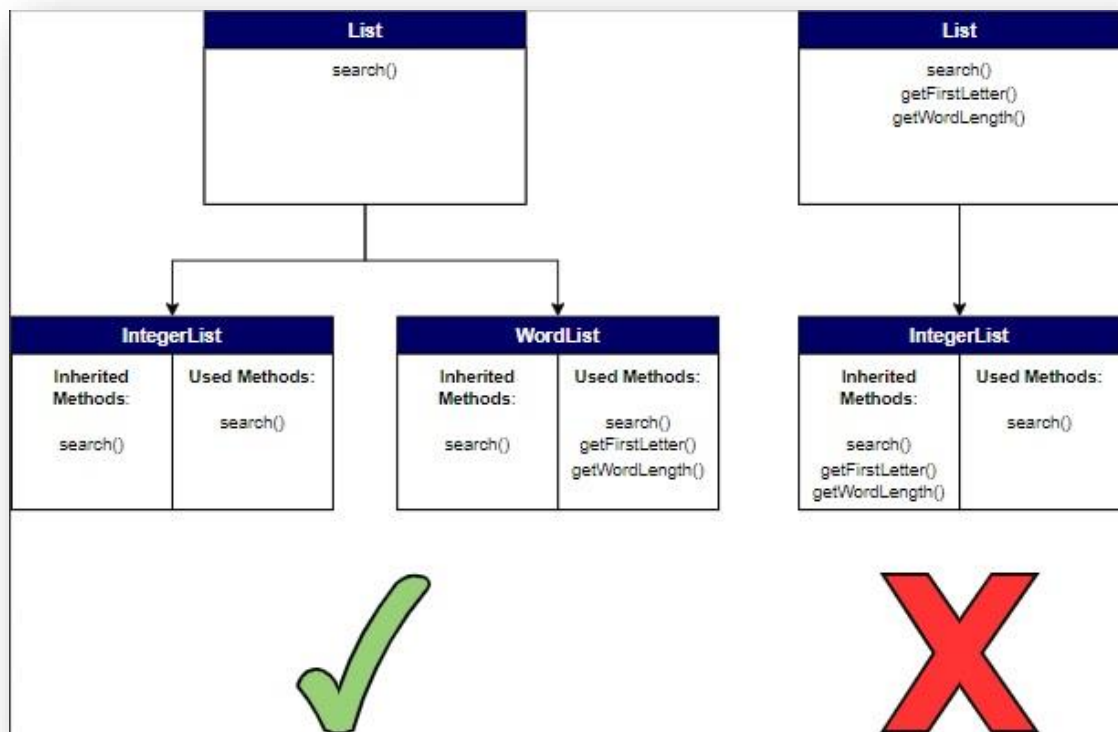 List
search()
List
search()
getFirstLetter()
getWordLength()
IntegerList
Inherited
Methods:
search()
Used Methods:
search()
WordList
Inherited
Methods:
search()
Used Methods:
search()
getFirstLetter()
getWordLength()
IntegerList
Inherited
Methods:
search()
getFirstLetter()
getWordLength()
Used Methods:
search()